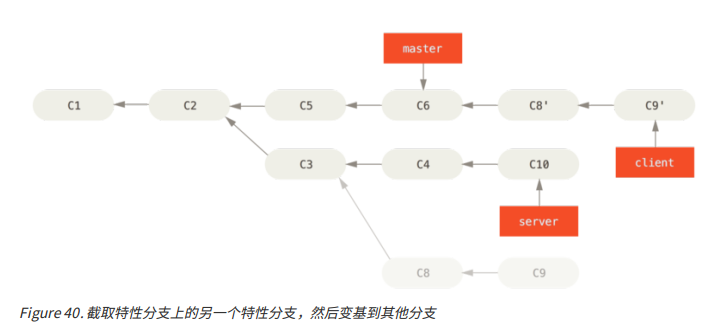 master
C1 C2 C5 C6 C8' C9'
C3 C4 C10 client
server
C8 C9
Figure 40. 截取特性分支上的另一个特性分支，然后变基到其他分支